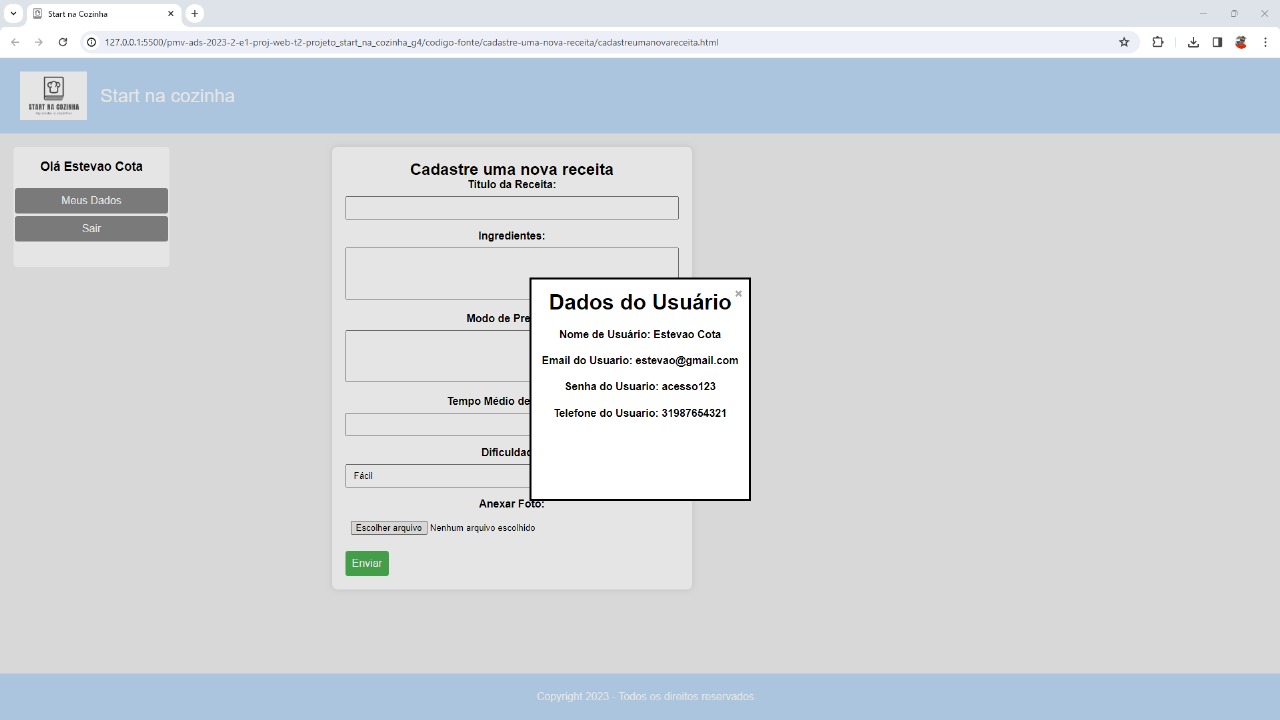 Start na Cozinha
127.0.0.1:5500/pmv-ads-2023-2-e1-proj-web-t2-projeto_start_na_cozinha_g4/codigo-fonte/cadastre-uma-nova-receita/cadastreumanovareceita.html
START NA COZINHA
Start na cozinha
Olá Estevao Cota
Meus Dados
Sair
Cadastre uma nova receita
Título da Receita:
Ingredientes:
Modo de Pre
Tempo Médio de
Dificuldad
Fácil
Anexar Foto:
Escolher arquivo Nenhum arquivo escolhido
Enviar
Dados do Usuário ×
Nome de Usuário: Estevao Cota
Email do Usuario: estevao@gmail.com
Senha do Usuario: acesso123
Telefone do Usuario: 31987654321
Copyright 2023 - Todos os direitos reservados